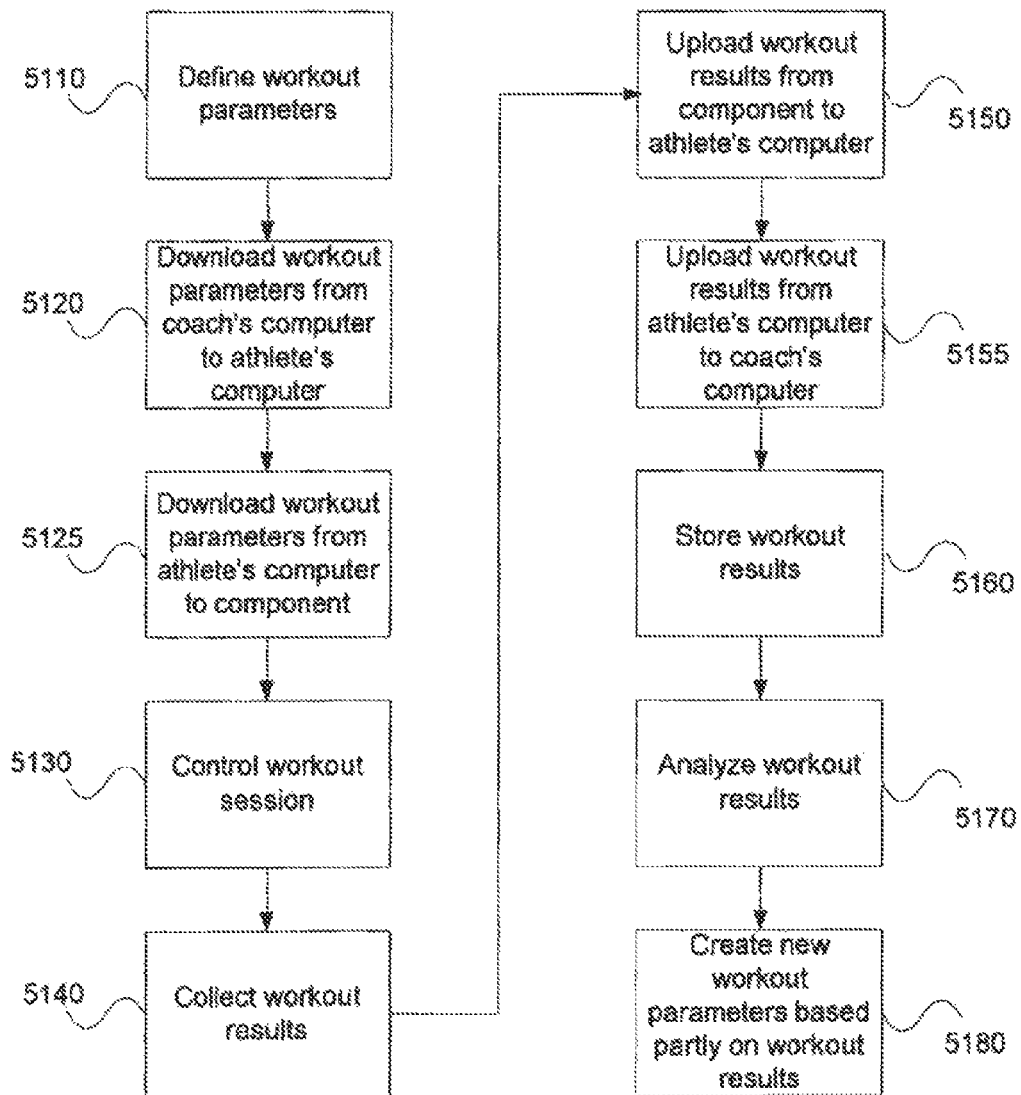 5110
Define workout
parameters
5120
Download workout
parameters from
coach's computer
to athlete's
computer
5125
Download workout
parameters from
athlete's computer
to component
5130
Control workout
session
5140
Collect workout
results
Upload workout
results from
component to
athlete's computer
5150
Upload workout
results from
athlete's computer
to coach's
computer
5155
Store workout
results
5160
Analyze workout
results
5170
Create new
workout
parameters based
partly on workout
results
5180